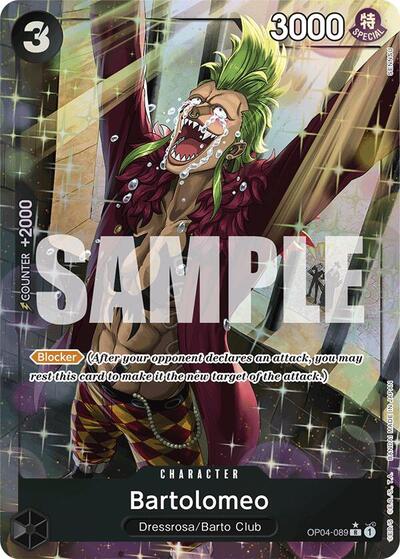 3
3000
特
SPECIAL
COUNTER +2000
SAMPLE
Blocker (After your opponent declares an attack, you may
rest this card to make it the new target of the attack.)
CHARACTER
Bartolomeo
Dressrosa/Barto Club
OP04-089 R 1